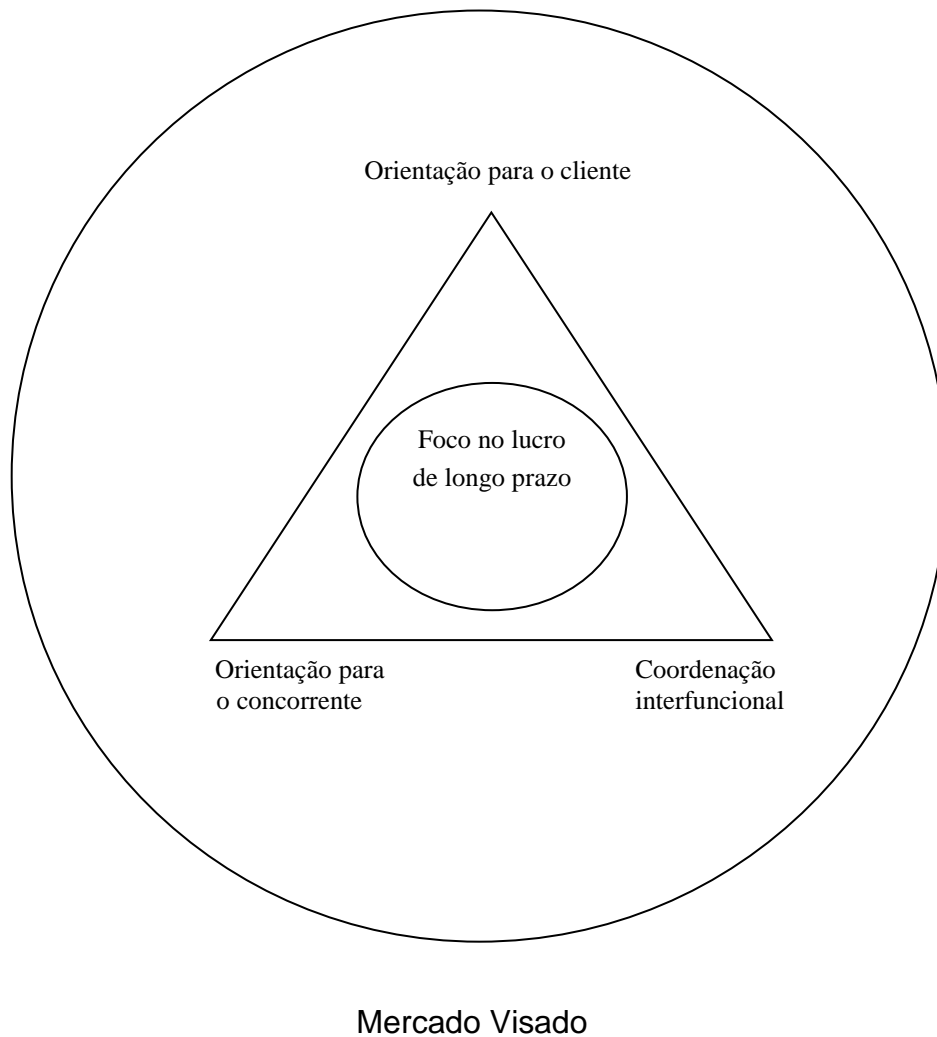 Orientação para o cliente
Foco no lucro
de longo prazo
Orientação para
o concorrente
Coordenação
interfuncional
Mercado Visado